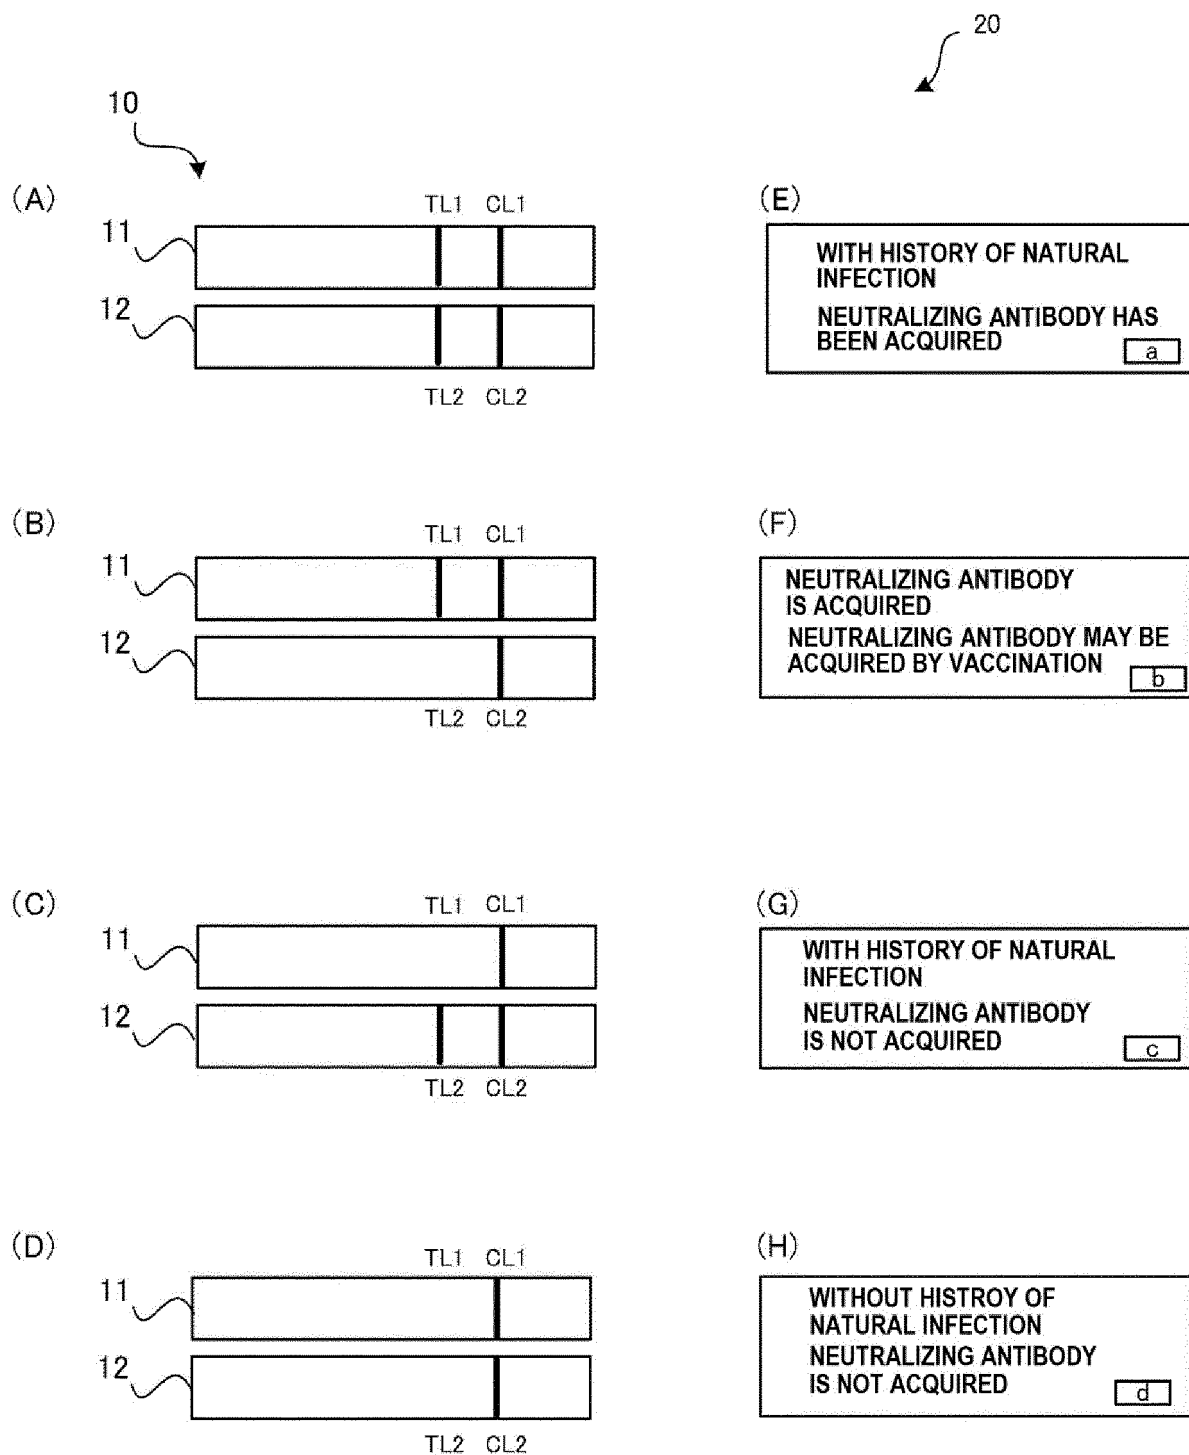 20
10
(A)
TL1 CL1
11
12
TL2 CL2
(E)
WITH HISTORY OF NATURAL
INFECTION
NEUTRALIZING ANTIBODY HAS
BEEN ACQUIRED
a
(B)
TL1 CL1
11
12
TL2 CL2
(F)
NEUTRALIZING ANTIBODY
IS ACQUIRED
NEUTRALIZING ANTIBODY MAY BE
ACQUIRED BY VACCINATION
b
(C)
TL1 CL1
11
12
TL2 CL2
(G)
WITH HISTORY OF NATURAL
INFECTION
NEUTRALIZING ANTIBODY
IS NOT ACQUIRED
c
(D)
TL1 CL1
11
12
TL2 CL2
(H)
WITHOUT HISTROY OF
NATURAL INFECTION
NEUTRALIZING ANTIBODY
IS NOT ACQUIRED
d